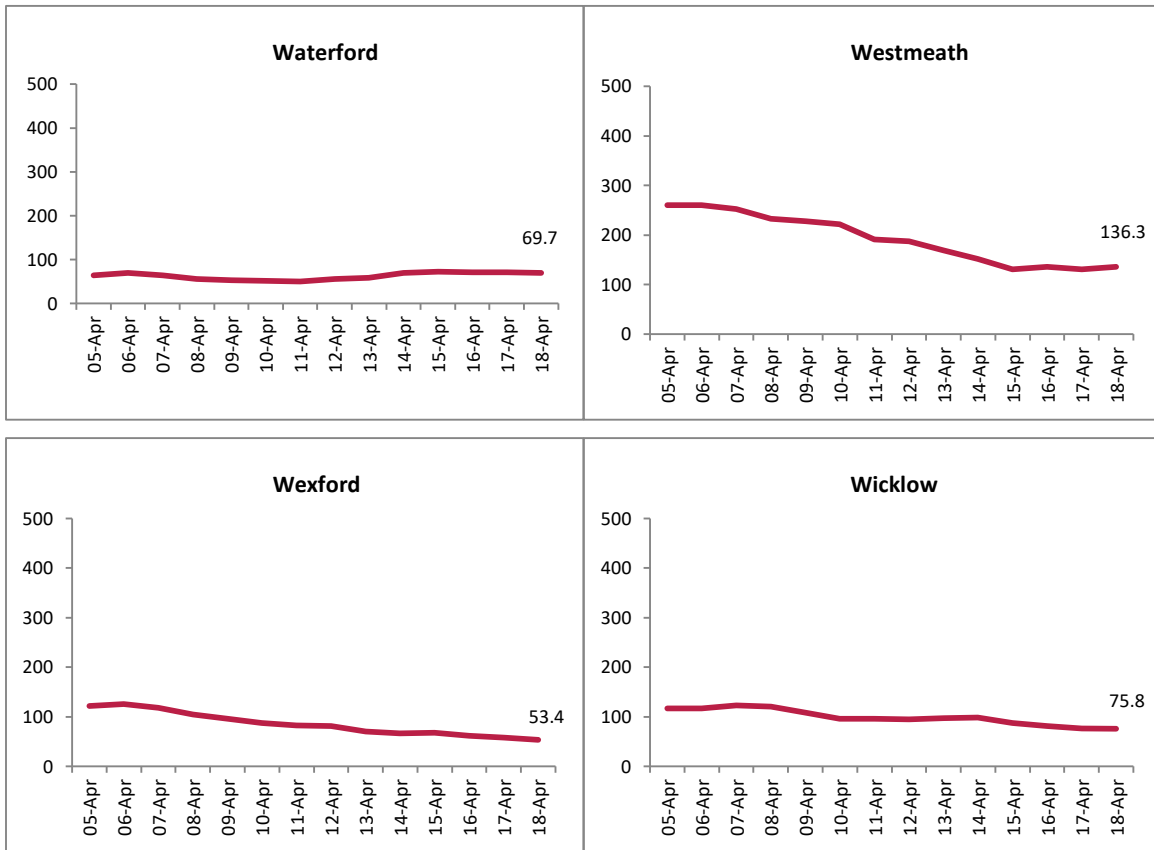 Waterford
500
400
300
200
100
0
69.7
05-Apr
06-Apr
07-Apr
08-Apr
09-Apr
10-Apr
11-Apr
12-Apr
13-Apr
14-Apr
15-Apr
16-Apr
17-Apr
18-Apr
Westmeath
500
400
300
200
100
0
136.3
05-Apr
06-Apr
07-Apr
08-Apr
09-Apr
10-Apr
11-Apr
12-Apr
13-Apr
14-Apr
15-Apr
16-Apr
17-Apr
18-Apr
Wexford
500
400
300
200
100
0
53.4
05-Apr
06-Apr
07-Apr
08-Apr
09-Apr
10-Apr
11-Apr
12-Apr
13-Apr
14-Apr
15-Apr
16-Apr
17-Apr
18-Apr
Wicklow
500
400
300
200
100
0
75.8
05-Apr
06-Apr
07-Apr
08-Apr
09-Apr
10-Apr
11-Apr
12-Apr
13-Apr
14-Apr
15-Apr
16-Apr
17-Apr
18-Apr